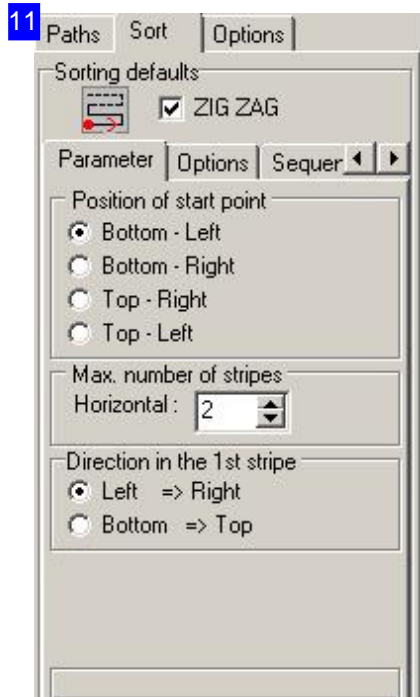 11
Paths Sort Options
Sorting defaults
ZIG ZAG
Parameter Options Sequer
Position of start point
Bottom - Left
Bottom - Right
Top - Right
Top - Left
Max. number of stripes
Horizontal : 2
Direction in the 1st stripe
Left => Right
Bottom => Top